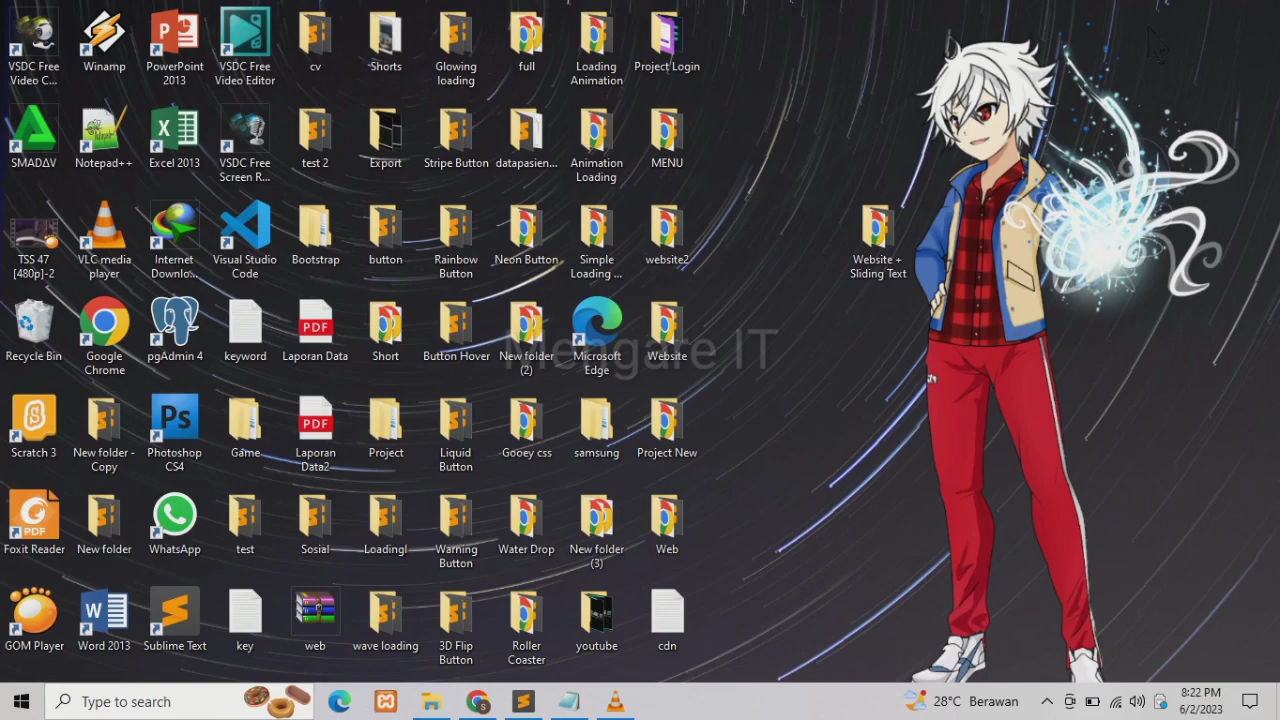 VSDC Free
Video C...
Winamp
PowerPoint
2013
VSDC Free
Video Editor
cv
Shorts
Glowing
loading
full
Loading
Animation
Project Login
SMADΔV
Notepad++
Excel 2013
VSDC Free
Screen R...
test 2
Export
Stripe Button
datapasien...
Animation
Loading
MENU
TSS 47
[480p]-2
VLC media
player
Internet
Downlo...
Visual Studio
Code
Bootstrap
button
Rainbow
Button
Neon Button
Simple
Loading ...
website2
Website +
Sliding Text
Recycle Bin
Google
Chrome
pgAdmin 4
keyword
PDF
Laporan Data
Short
Button Hover
New folder
(2)
Microsoft
Edge
Website
Mengare IT
Scratch 3
New folder -
Copy
Ps
Photoshop
CS4
Game
PDF
Laporan
Data2
Project
Liquid
Button
Gooey css
samsung
Project New
PDF
Foxit Reader
New folder
WhatsApp
test
Sosial
LoadingI
Warning
Button
Water Drop
New folder
(3)
Web
GOM Player
Word 2013
Sublime Text
key
web
wave loading
3D Flip
Button
Roller
Coaster
youtube
cdn
Type to search
28°C Berawan
8:22 PM
6/2/2023